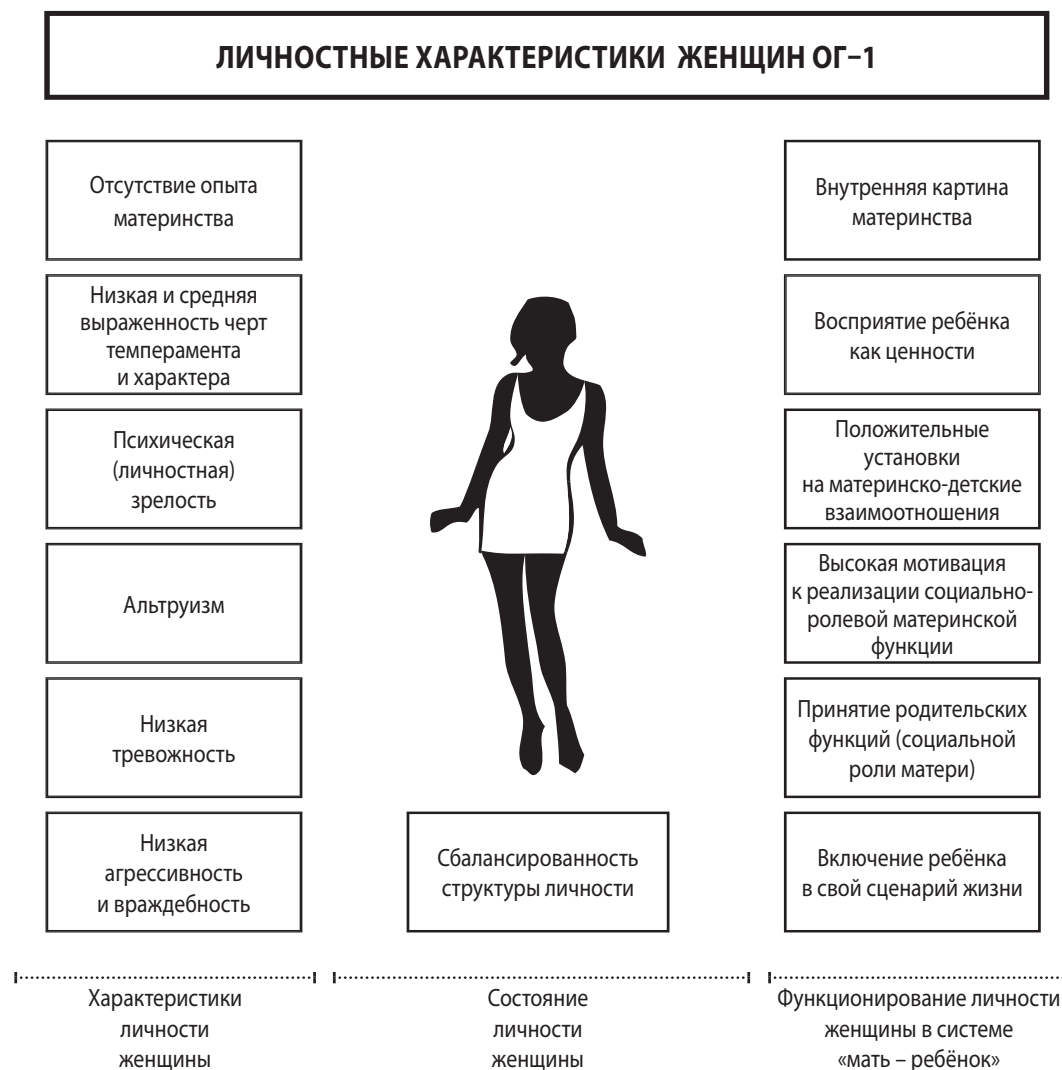 ЛИЧНОСТНЫЕ ХАРАКТЕРИСТИКИ ЖЕНЩИН ОГ–1
Отсутствие опыта
материнства
Низкая и средняя
выраженность черт
темперамента
и характера
Психическая
(личностная)
зрелость
Альтруизм
Низкая
тревожность
Низкая
агрессивность
и враждебность
Сбалансированность
структуры личности
Внутренняя картина
материнства
Восприятие ребёнка
как ценности
Положительные
установки
на материнско-детские
взаимоотношения
Высокая мотивация
к реализации социально-
ролевой материнской
функции
Принятие родительских
функций (социальной
роли матери)
Включение ребёнка
в свой сценарий жизни
Характеристики
личности
женщины
Состояние
личности
женщины
Функционирование личности
женщины в системе
«мать – ребёнок»